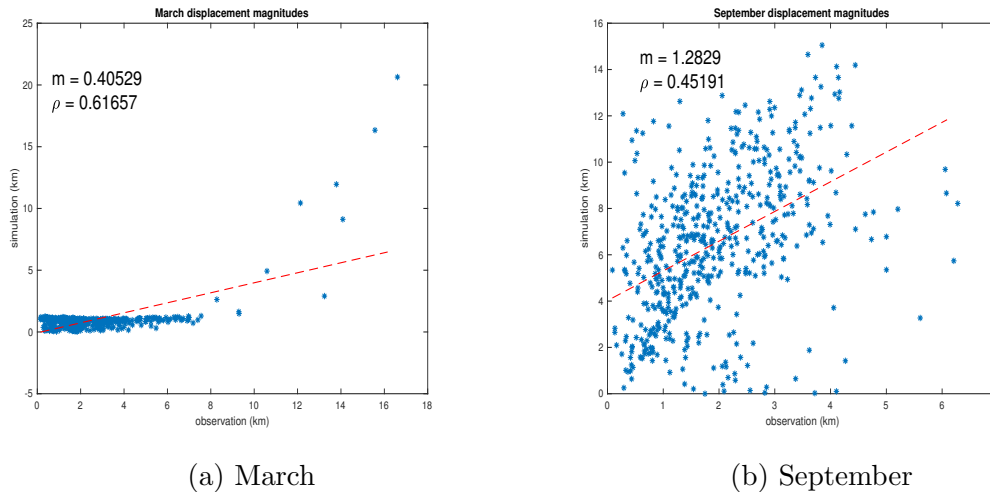 March displacement magnitudes
m = 0.40529
ρ = 0.61657
simulation (km)
25
20
15
10
5
0
-5
0 2 4 6 8 10 12 14 16 18
observation (km)
(a) March
September displacement magnitudes
m = 1.2829
ρ = 0.45191
simulation (km)
16
14
12
10
8
6
4
2
0
0 1 2 3 4 5 6
observation (km)
(b) September